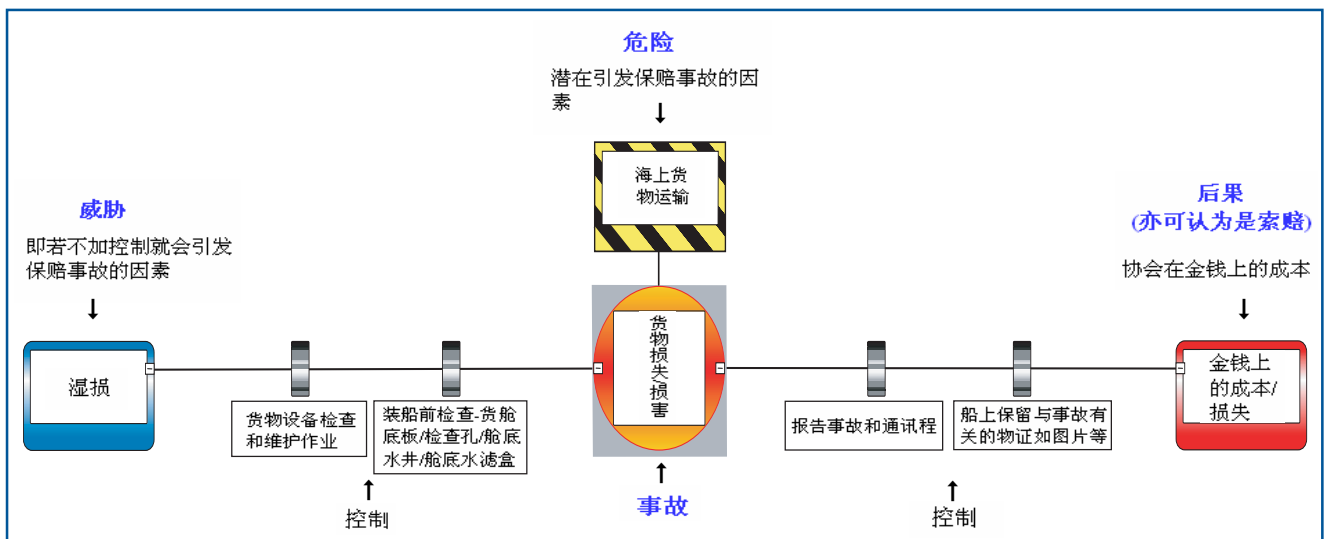 危险
潜在引发保赔事故的因
素
海上货
物运输
威胁
即若不加控制就会引发
保赔事故的因素
后果
(亦可认为是索赔)
协会在金钱上的成本
湿损
货物设备检查
和维护作业
装船前检查-货舱
底板/检查孔/舱底
水井/舱底水滤盒
控制
货物损失/损害
事故
报告事故和通讯程
船上保留与事故有
关的物证如图片等
控制
金钱上
的成本/
损失